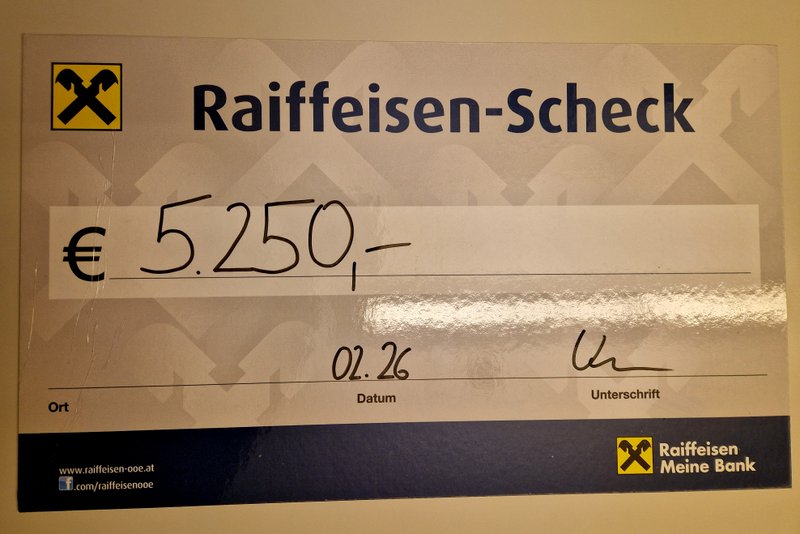 Raiffeisen-Scheck
€ 5.250,-
02.26
Ort Datum Unterschrift
www.raiffeisen-ooe.at
f.com/raiffeisenooe
Raiffeisen
Meine Bank